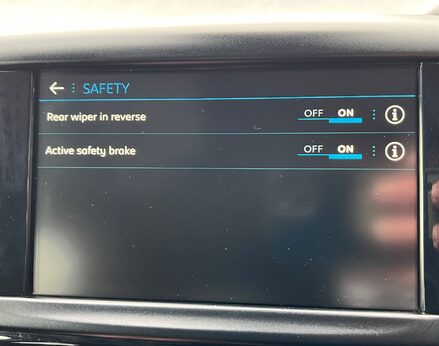 SAFETY
Rear wiper in reverse OFF ON i
Active safety brake OFF ON i